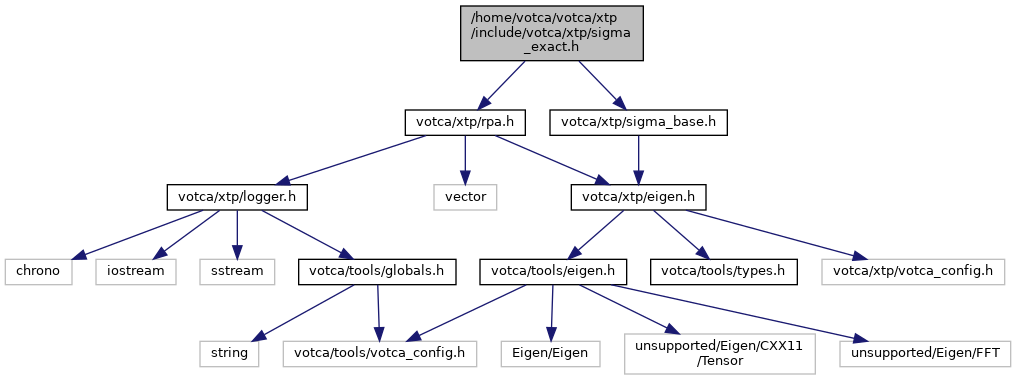 /home/votca/votca/xtp
/include/votca/xtp/sigma
_exact.h
votca/xtp/rpa.h
votca/xtp/sigma_base.h
votca/xtp/logger.h
vector
votca/xtp/eigen.h
chrono
iostream
sstream
votca/tools/globals.h
votca/tools/eigen.h
votca/tools/types.h
votca/xtp/votca_config.h
string
votca/tools/votca_config.h
Eigen/Eigen
unsupported/Eigen/CXX11
/Tensor
unsupported/Eigen/FFT